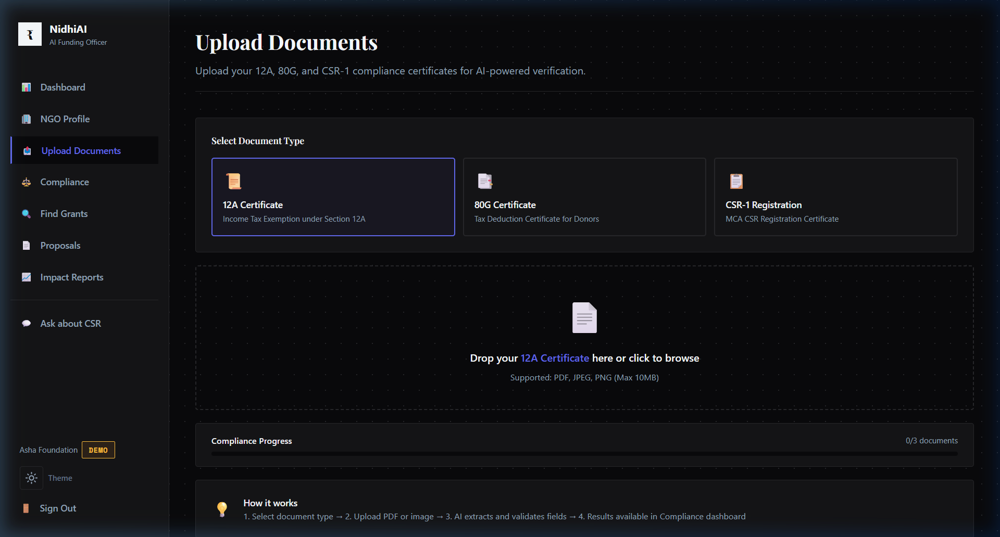 NidhiAI
AI Funding Officer
Dashboard
NGO Profile
Upload Documents
Compliance
Find Grants
Proposals
Impact Reports
Ask about CSR
Asha Foundation DEMO
Theme
Sign Out
Upload Documents
Upload your 12A, 80G, and CSR-1 compliance certificates for AI-powered verification.
Select Document Type
12A Certificate
Income Tax Exemption under Section 12A
80G Certificate
Tax Deduction Certificate for Donors
CSR-1 Registration
MCA CSR Registration Certificate
Drop your 12A Certificate here or click to browse
Supported: PDF, JPEG, PNG (Max 10MB)
Compliance Progress
0/3 documents
How it works
1. Select document type → 2. Upload PDF or image → 3. AI extracts and validates fields → 4. Results available in Compliance dashboard